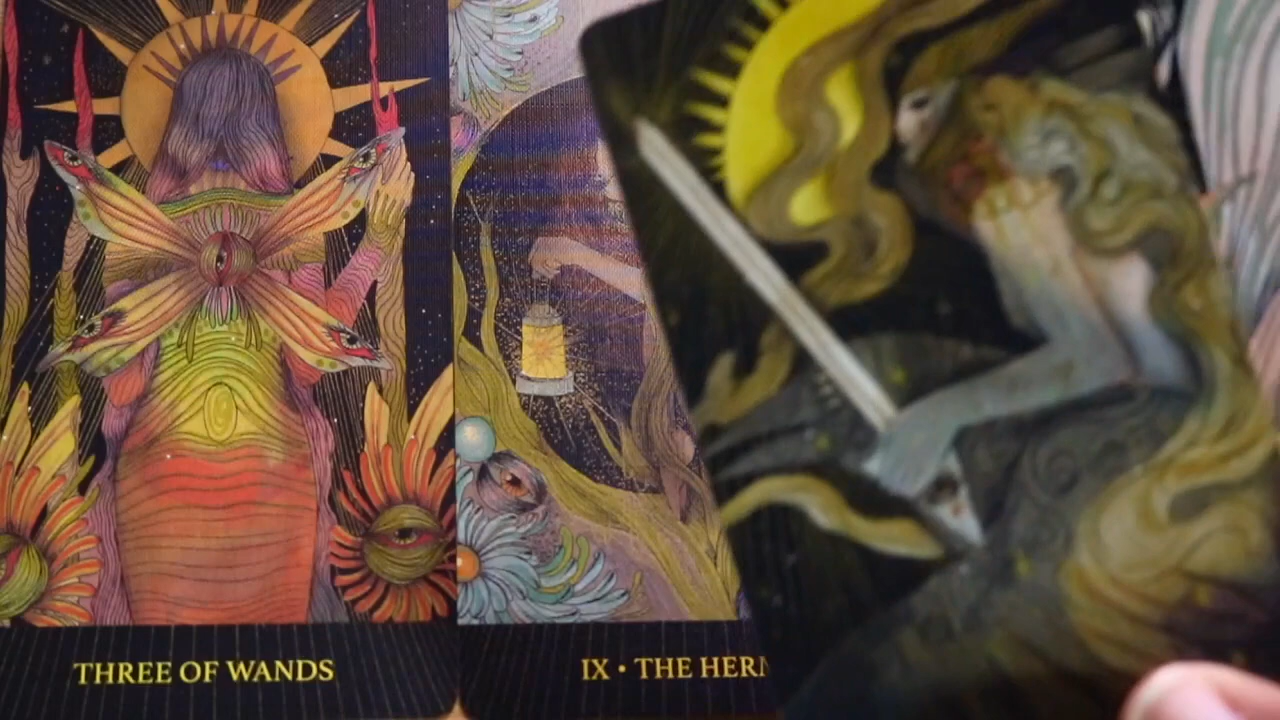 THREE OF WANDS
IX • THE HER